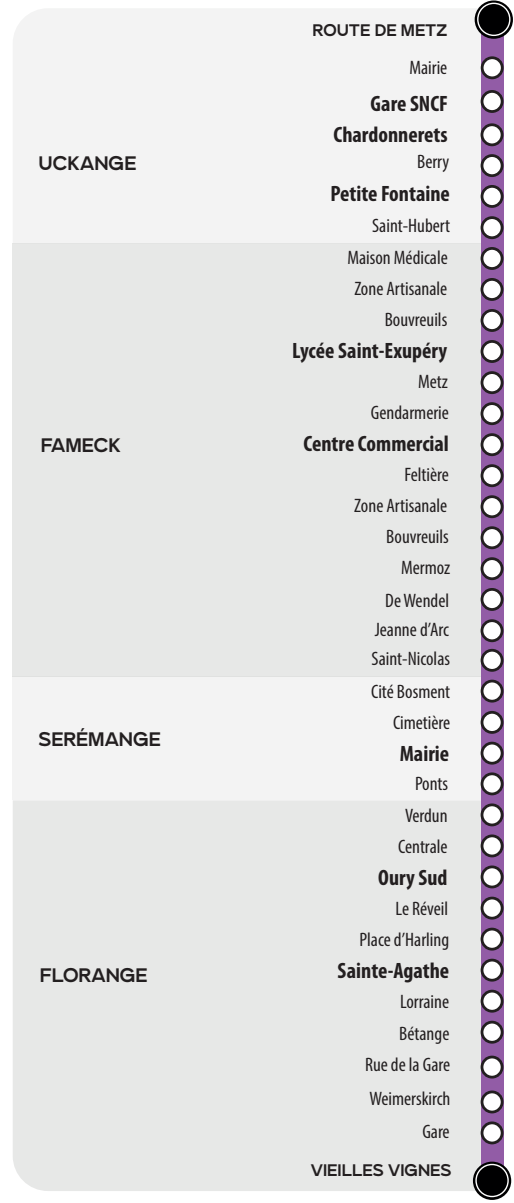 ROUTE DE METZ
Mairie
Gare SNCF
Chardonnerets
UCKANGE
Berry
Petite Fontaine
Saint-Hubert
Maison Médicale
Zone Artisanale
Bouvreuils
Lycée Saint-Exupéry
Metz
Gendarmerie
FAMECK
Centre Commercial
Feltière
Zone Artisanale
Bouvreuils
Mermoz
De Wendel
Jeanne d'Arc
Saint-Nicolas
Cité Bosment
Cimetière
SERÉMANGE
Mairie
Ponts
Verdun
Centrale
Oury Sud
Le Réveil
Place d'Harling
FLORANGE
Sainte-Agathe
Lorraine
Bétange
Rue de la Gare
Weimerskirch
Gare
VIEILLES VIGNES